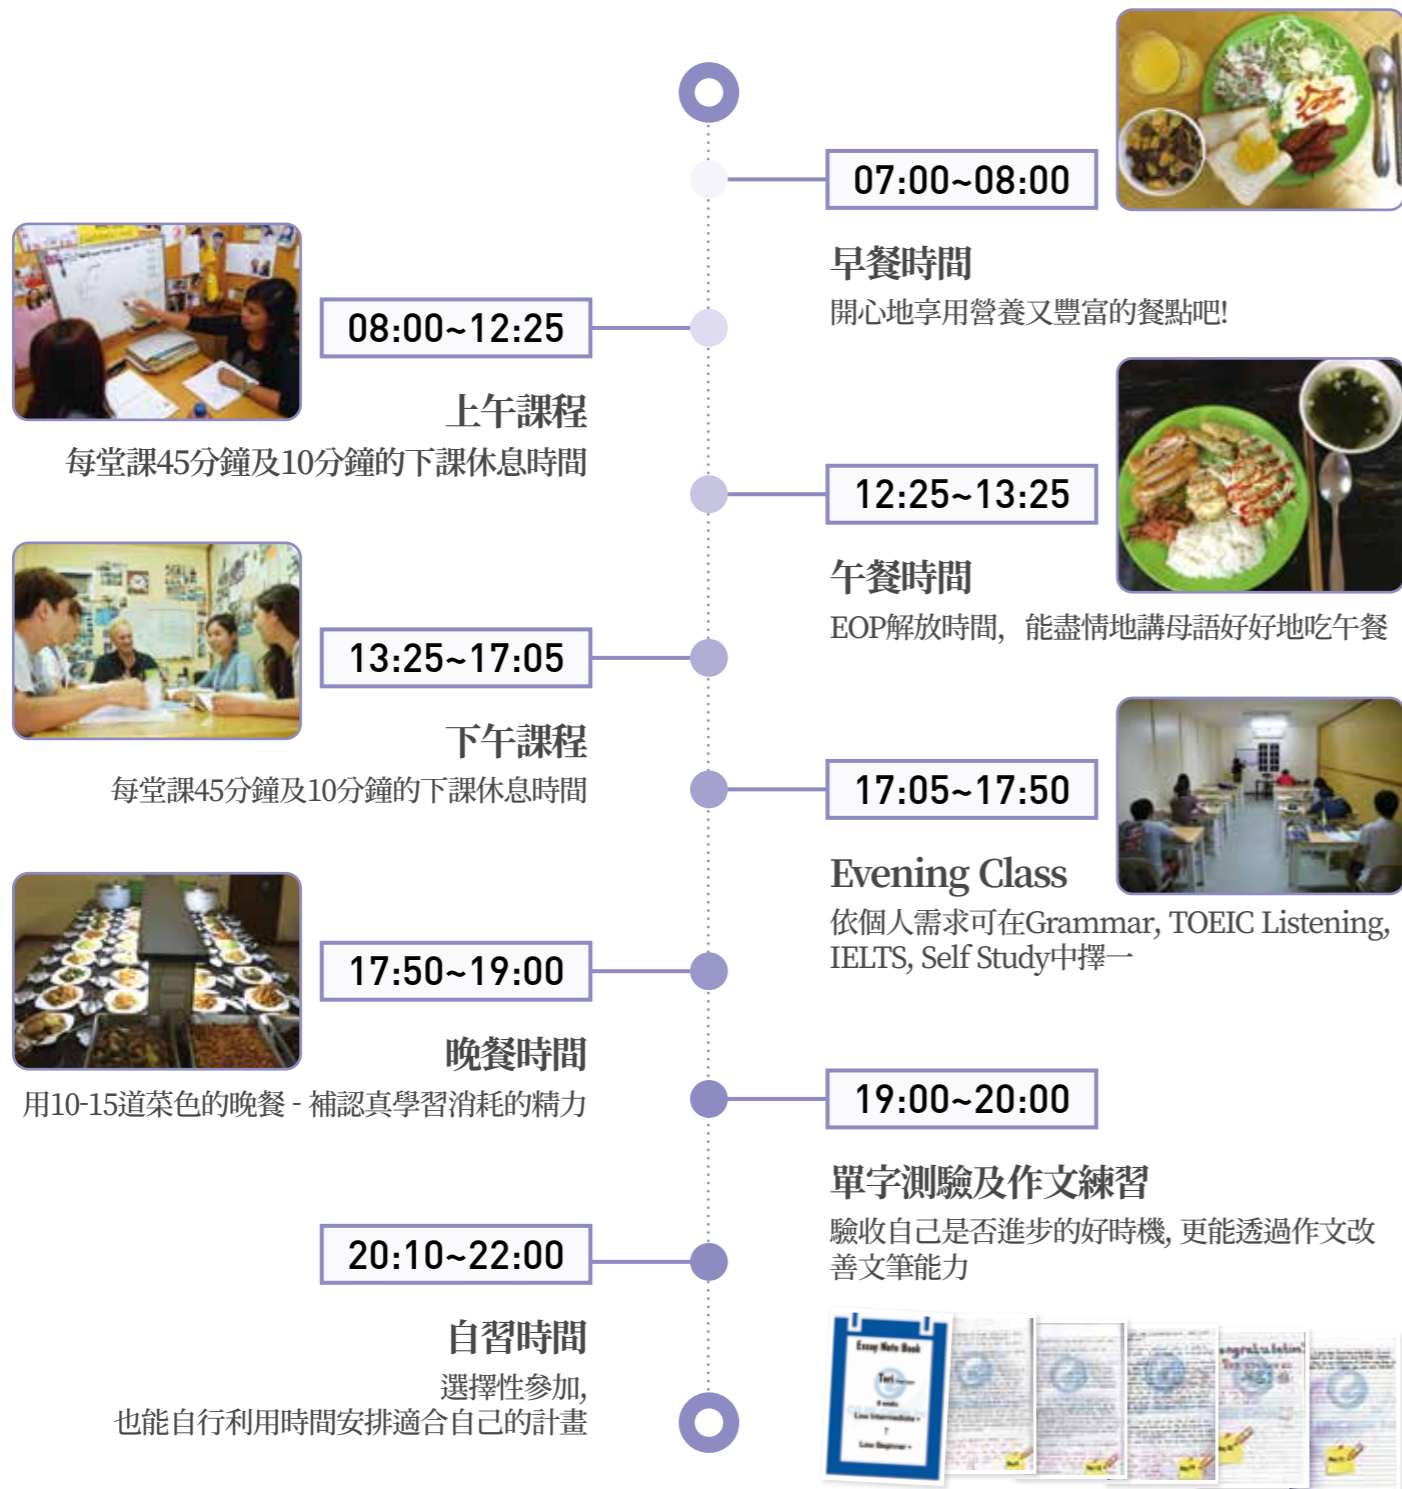 07:00~08:00
早餐時間
開心地享用營養又豐富的餐點吧!
08:00~12:25
上午課程
每堂課45分鐘及10分鐘的下課休息時間
12:25~13:25
午餐時間
EOP解放時間, 能盡情地講母語好好地吃午餐
13:25~17:05
下午課程
每堂課45分鐘及10分鐘的下課休息時間
17:05~17:50
Evening Class
依個人需求可在Grammar, TOEIC Listening,
IELTS, Self Study中擇一
17:50~19:00
晚餐時間
用10-15道菜色的晚餐 - 補認真學習消耗的精力
19:00~20:00
單字測驗及作文練習
驗收自己是否進步的好時機, 更能透過作文改
善文筆能力
20:10~22:00
自習時間
選擇性參加,
也能自行利用時間安排適合自己的計畫
Essay Note Book
Low Intermediate +
Low Beginner +